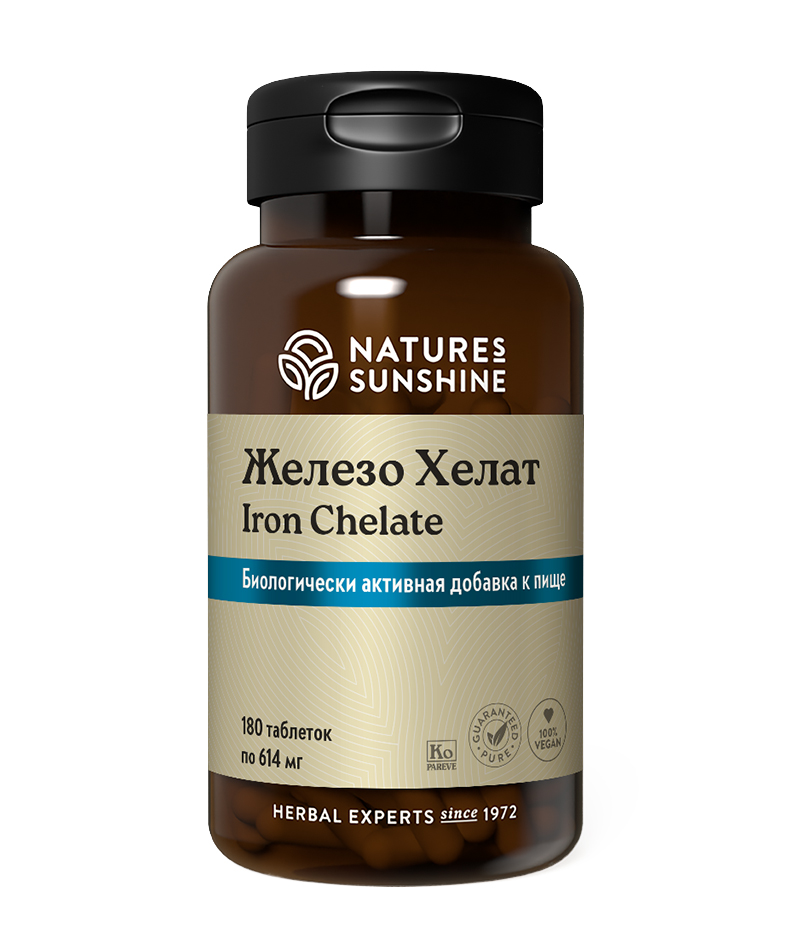 NATURES
SUNSHINE
Железо Хелат
Iron Chelate
Биологически активная добавка к пище
180 таблеток
по 614 мг
Ko
PAREVE
GUARANTEED
• PURE •
100%
VEGAN
HERBAL EXPERTS since 1972